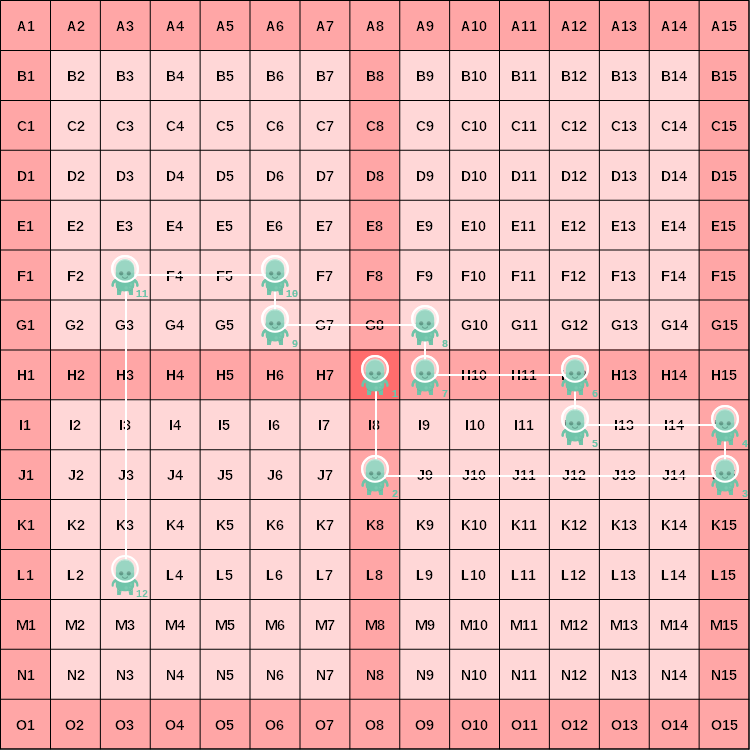 A1 A2 A3 A4 A5 A6 A7 A8 A9 A10 A11 A12 A13 A14 A15
B1 B2 B3 B4 B5 B6 B7 B8 B9 B10 B11 B12 B13 B14 B15
C1 C2 C3 C4 C5 C6 C7 C8 C9 C10 C11 C12 C13 C14 C15
D1 D2 D3 D4 D5 D6 D7 D8 D9 D10 D11 D12 D13 D14 D15
E1 E2 E3 E4 E5 E6 E7 E8 E9 E10 E11 E12 E13 E14 E15
F1 F2 F4 F5 F7 F8 F9 F10 F11 F12 F13 F14 F15
11 10
G1 G2 G3 G4 G5 G7 G8 G10 G11 G12 G13 G14 G15
9 8
H1 H2 H3 H4 H5 H6 H7 H10 H11 H13 H14 H15
1 7 6
I1 I2 I3 I4 I5 I6 I7 I8 I9 I10 I11 I13 I14
5 4
J1 J2 J3 J4 J5 J6 J7 J9 J10 J11 J12 J13 J14
2 3
K1 K2 K3 K4 K5 K6 K7 K8 K9 K10 K11 K12 K13 K14 K15
L1 L2 L4 L5 L6 L7 L8 L9 L10 L11 L12 L13 L14 L15
12
M1 M2 M3 M4 M5 M6 M7 M8 M9 M10 M11 M12 M13 M14 M15
N1 N2 N3 N4 N5 N6 N7 N8 N9 N10 N11 N12 N13 N14 N15
O1 O2 O3 O4 O5 O6 O7 O8 O9 O10 O11 O12 O13 O14 O15